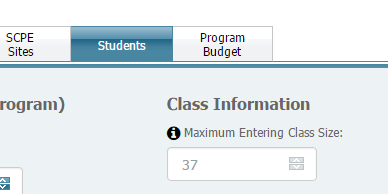 SCPE
Sites
Students
Program
Budget
rogram)
Class Information
Maximum Entering Class Size:
37